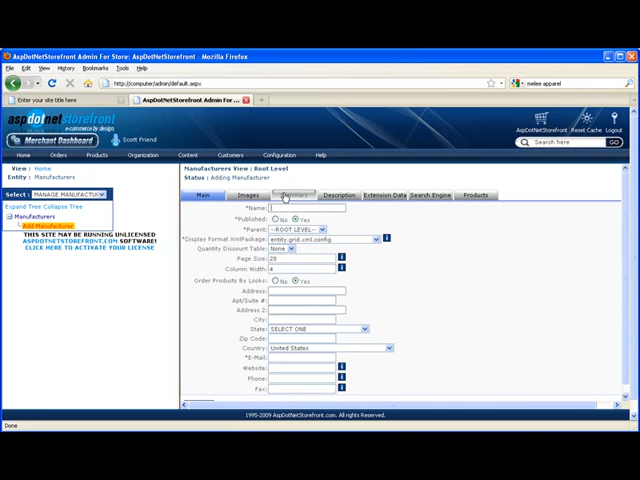 AspDotNetStorefront Admin For Store: AspDotNetStorefront - Mozilla Firefox
File Edit View History Bookmarks Tools Help
http://computer/admin/default.aspx
melee apparel
Enter your site title here
AspDotNetStorefront Admin For ...
aspdotnetstorefront
e-commerce by design
Merchant Dashboard
Scott Friend
AspDotNetStorefront Reset Cache Logout
Search Here
GO
Home Orders Products Organization Content Customers Configuration Help
View : Home
Entity : Manufacturers
Manufacturers View : Root Level
Status : Adding Manufacturer
Select : MANAGE MANUFACTU
Expand Tree Collapse Tree
Manufacturers
Add Manufacturer
THIS SITE MAY BE RUNNING UNLICENSED
ASPDOTNETSTOREFRONT.COM SOFTWARE!
CLICK HERE TO ACTIVATE YOUR LICENSE
Main Images Summary Description Extension Data Search Engine Products
*Name:
*Published: No Yes
*Parent: --ROOT LEVEL--
*Display Format XmlPackage: entity.grid.xml.config
Quantity Discount Table: None
Page Size: 20
Column Width: 4
Order Products By Looks: No Yes
Address:
Apt/Suite #:
Address 2:
City:
State: SELECT ONE
Zip Code:
Country: United States
*E-Mail:
Website:
Phone:
Fax:
1995-2009 AspDotNetStorefront.com. All rights Reserved.
Done